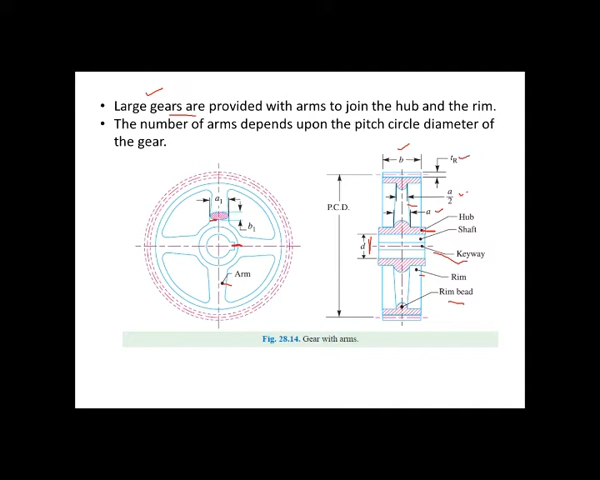 • Large gears are provided with arms to join the hub and the rim.
• The number of arms depends upon the pitch circle diameter of
the gear.
a1
b1
Arm
P.C.D.
b
tR
a/2
a
Hub
Shaft
d
Keyway
Rim
Rim bead
Fig. 28.14. Gear with arms.